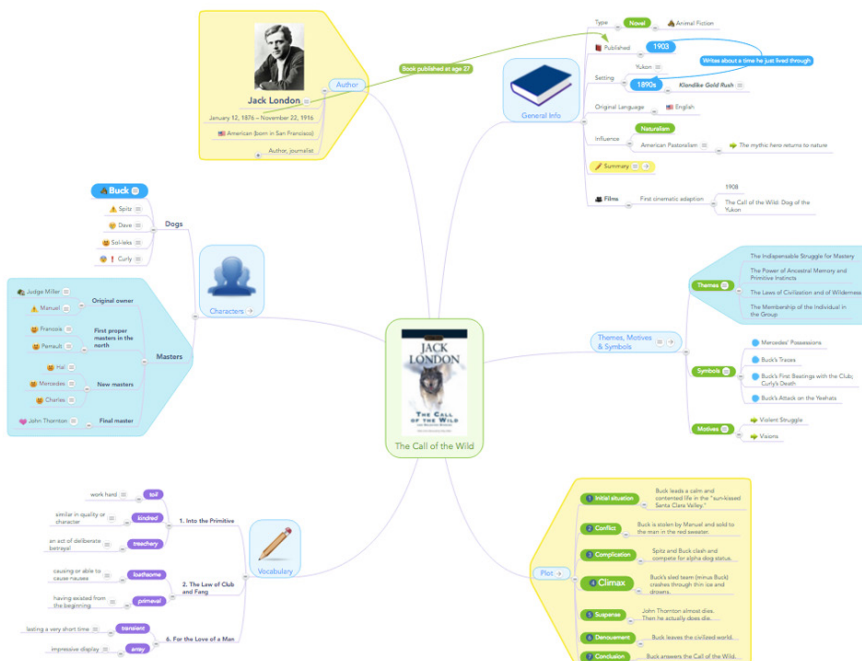 Jack London
January 12, 1876 – November 22, 1916
American (born in San Francisco)
Author, journalist
Author
Book published at age 27
General Info
Type
Novel
Animal Fiction
Published
1903
Writes about a time he just lived through
Setting
Yukon
1890s
Klondike Gold Rush
Original Language
English
Influence
Naturalism
American Pastoralism
The mythic hero returns to nature
Summary
Films
First cinematic adaption
1908
The Call of the Wild: Dog of the
Yukon
Buck
Spitz
Dave
Sol-leks
Curly
Dogs
Characters
Judge Miller
Manuel
Original owner
Francois
Perrault
First proper
masters in the
north
Hal
Mercedes
Charles
New masters
John Thornton
Final master
Masters
JACK
LONDON
THE CALL
OF THE WILD
The Call of the Wild
Themes, Motives
& Symbols
Themes
The Indispensable Struggle for Mastery
The Power of Ancestral Memory and
Primitive Instincts
The Laws of Civilization and of Wilderness
The Membership of the Individual in
the Group
Symbols
Mercedes' Possessions
Buck's Traces
Buck's First Beatings with the Club;
Curly's Death
Buck's Attack on the Yeehats
Motives
Violent Struggle
Visions
work hard
toil
similar in quality or
character
kindred
an act of deliberate
betrayal
treachery
1. Into the Primitive
causing or able to
cause nausea
loathsome
having existed from
the beginning
primeval
2. The Law of Club
and Fang
lasting a very short time
transient
impressive display
array
6. For the Love of a Man
Vocabulary
Plot
1 Initial situation
Buck leads a calm and
contented life in the "sun-kissed
Santa Clara Valley."
2 Conflict
Buck is stolen by Manuel and sold to
the man in the red sweater.
3 Complication
Spitz and Buck clash and
compete for alpha dog status.
4 Climax
Buck's sled team (minus Buck)
crashes through thin ice and
drowns.
5 Suspense
John Thornton almost dies.
Then he actually does die.
6 Denouement
Buck leaves the civilized world.
7 Conclusion
Buck answers the Call of the Wild.